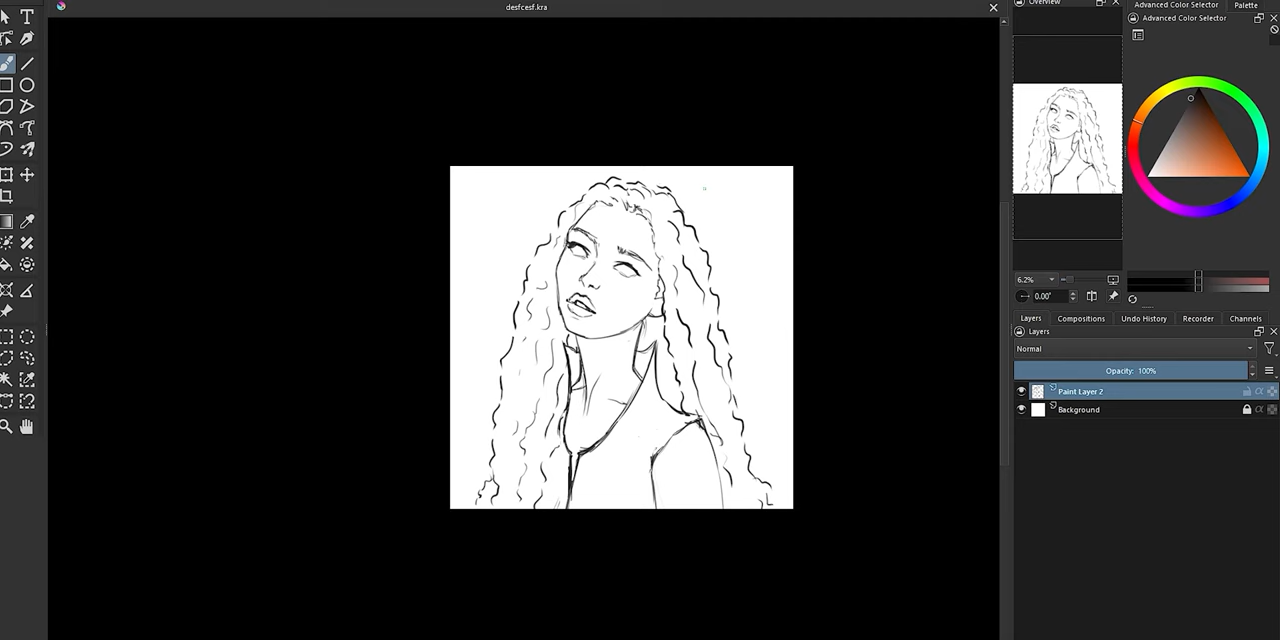 desfcesf.kra
Overview
Advanced Color Selector
Palette
Advanced Color Selector
6.2%
0.00°
Layers
Compositions
Undo History
Recorder
Channels
Layers
Normal
Opacity: 100%
Paint Layer 2
Background